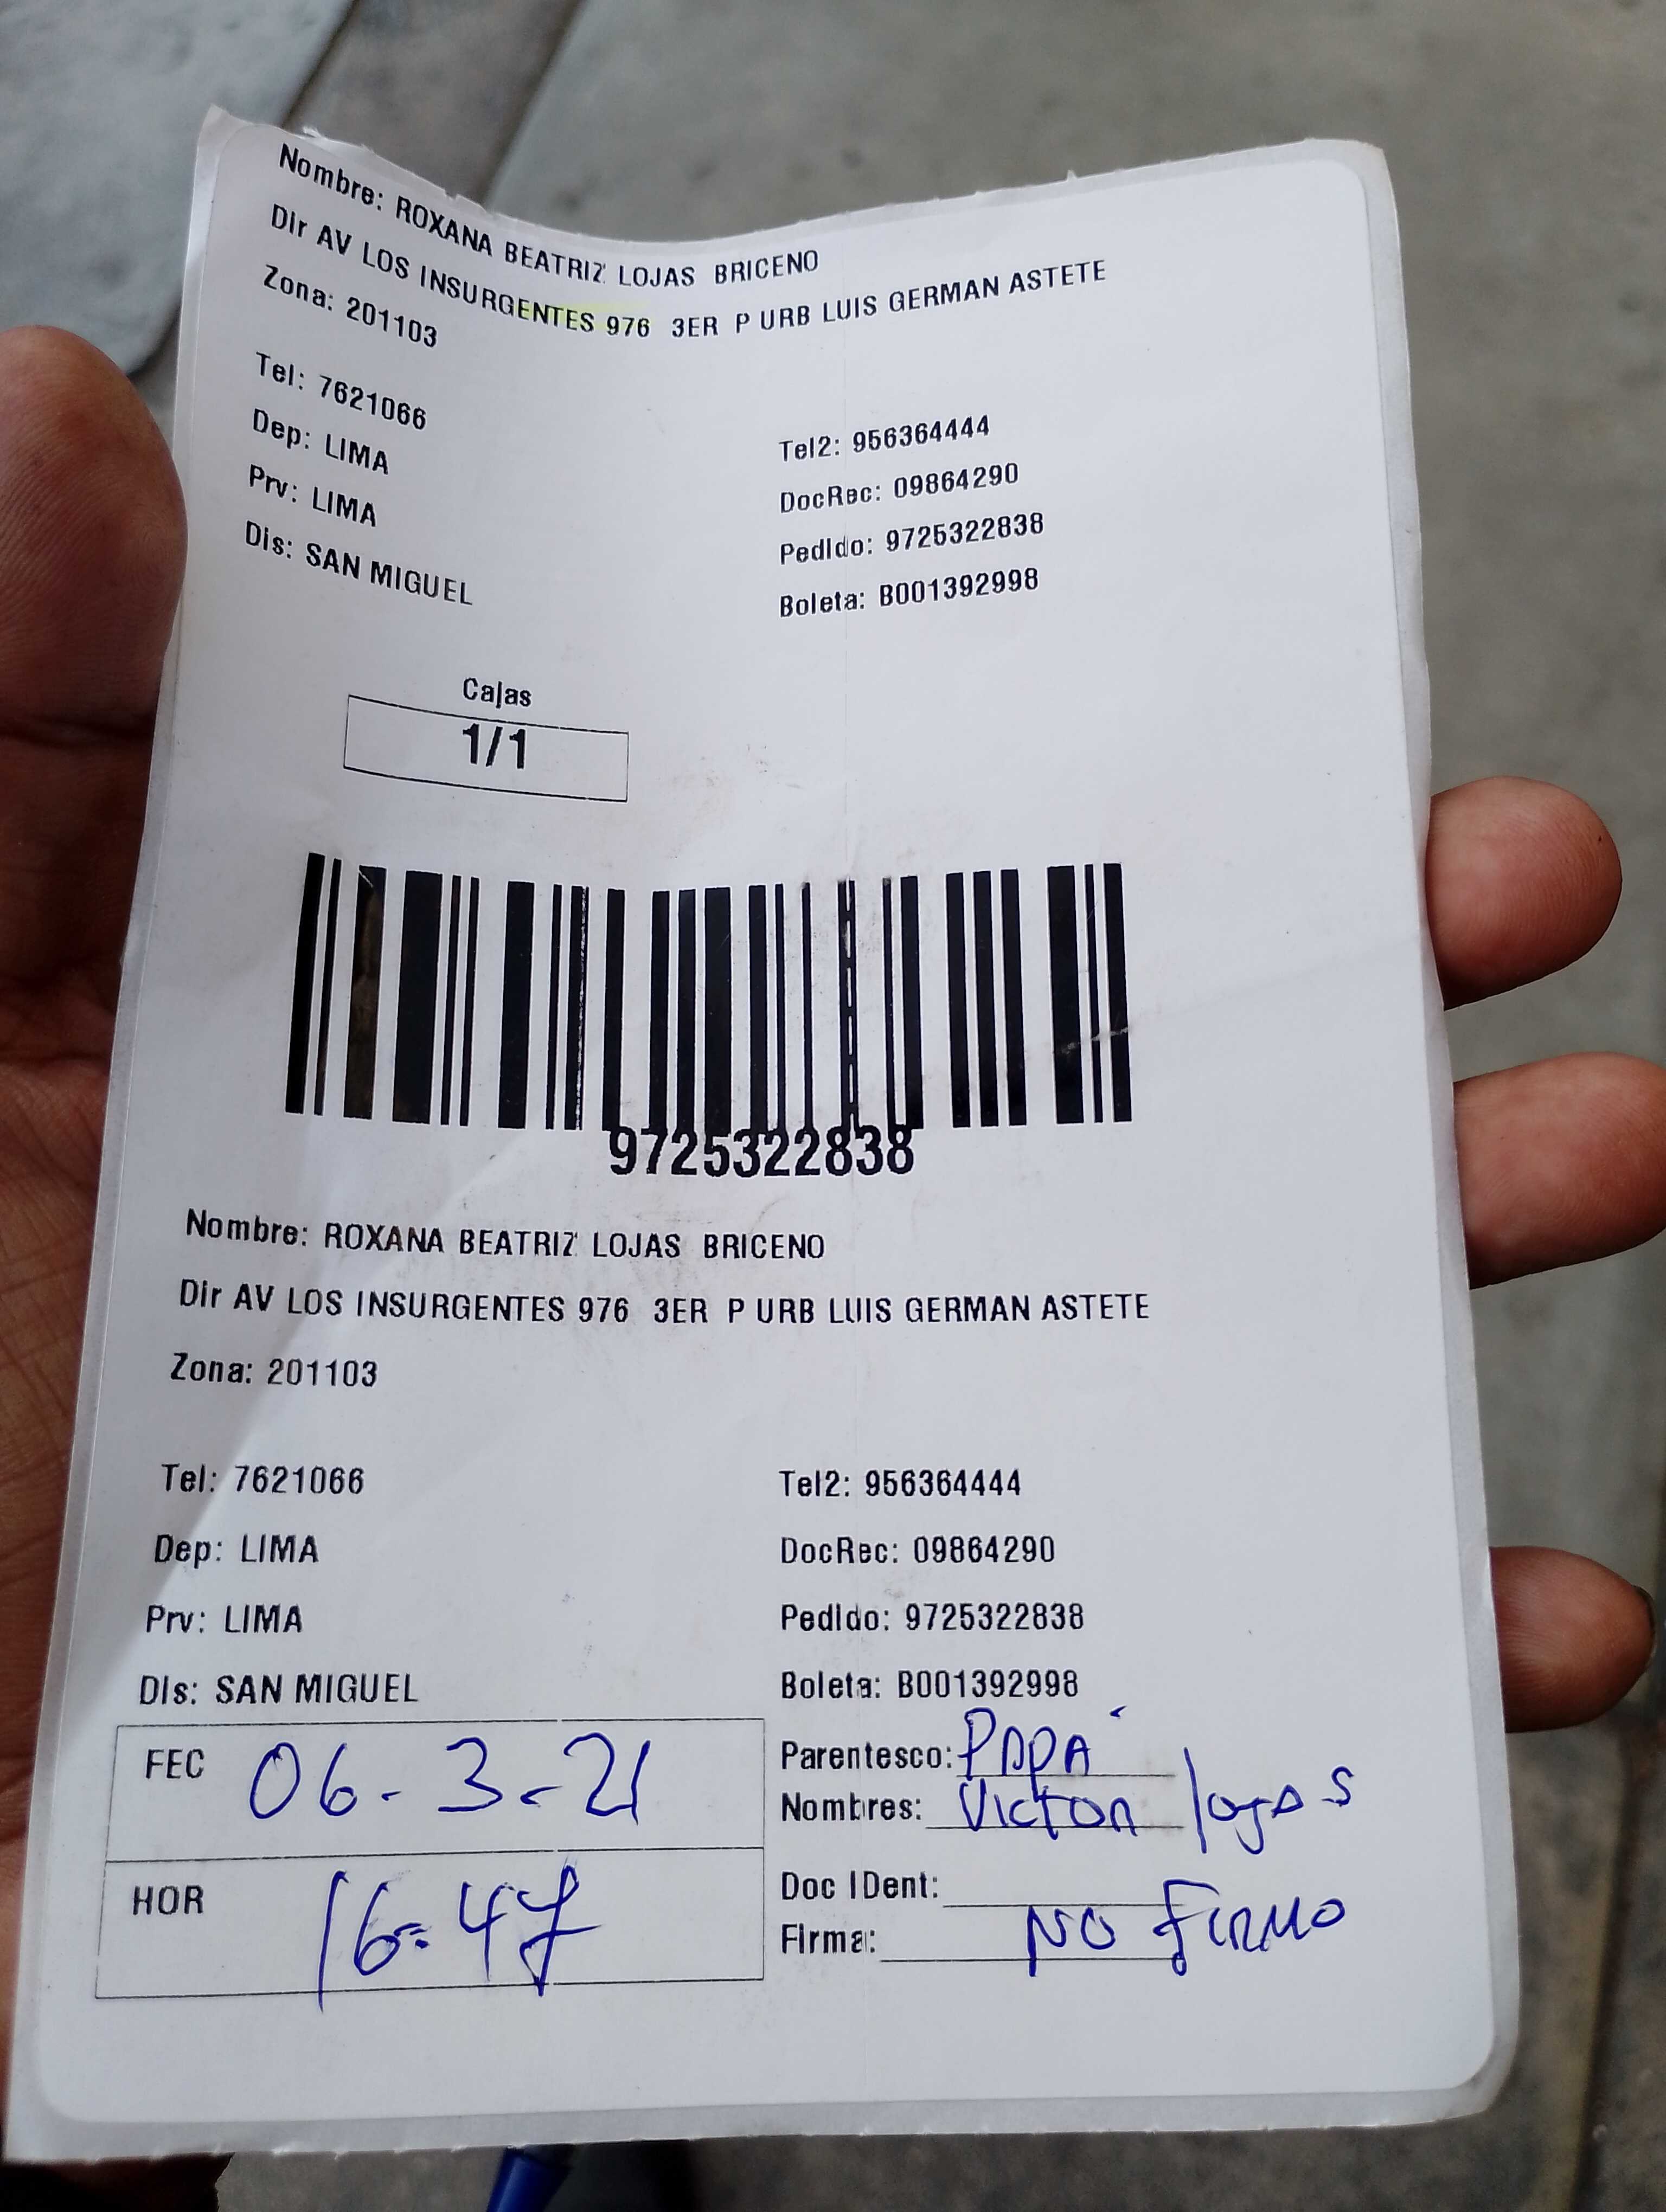 Nombre: ROXANA BEATRIZ LOJAS BRICENO
Dir AV LOS INSURGENTES 976 3ER P URB LUIS GERMAN ASTETE
Zona: 201103
Tel: 7621066
Tel2: 956364444
Dep: LIMA
DocRec: 09864290
Prv: LIMA
Pedido: 9725322838
Dis: SAN MIGUEL
Boleta: B001392998
Cajas
1/1
9725322838
Nombre: ROXANA BEATRIZ LOJAS BRICENO
Dir AV LOS INSURGENTES 976 3ER P URB LUIS GERMAN ASTETE
Zona: 201103
Tel: 7621066
Tel2: 956364444
Dep: LIMA
DocRec: 09864290
Prv: LIMA
Pedido: 9725322838
Dis: SAN MIGUEL
Boleta: B001392998
FEC 06-3-21
Parentesco: PAPÁ
Nombres: Victor lojas
HOR 16:47
Doc IDent:
Firma: NO FIRMO